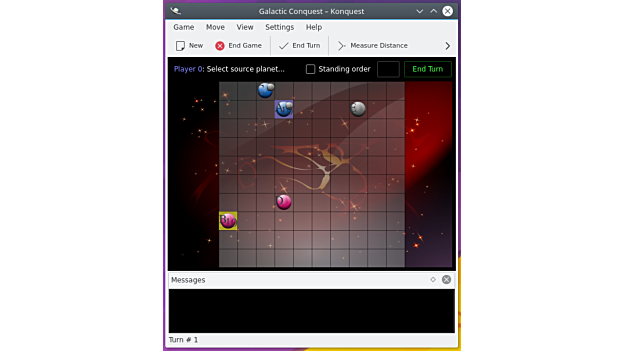 Galactic Conquest – Konquest
Game Move View Settings Help
New End Game End Turn Measure Distance
Player 0: Select source planet... Standing order End Turn
Messages
Turn # 1